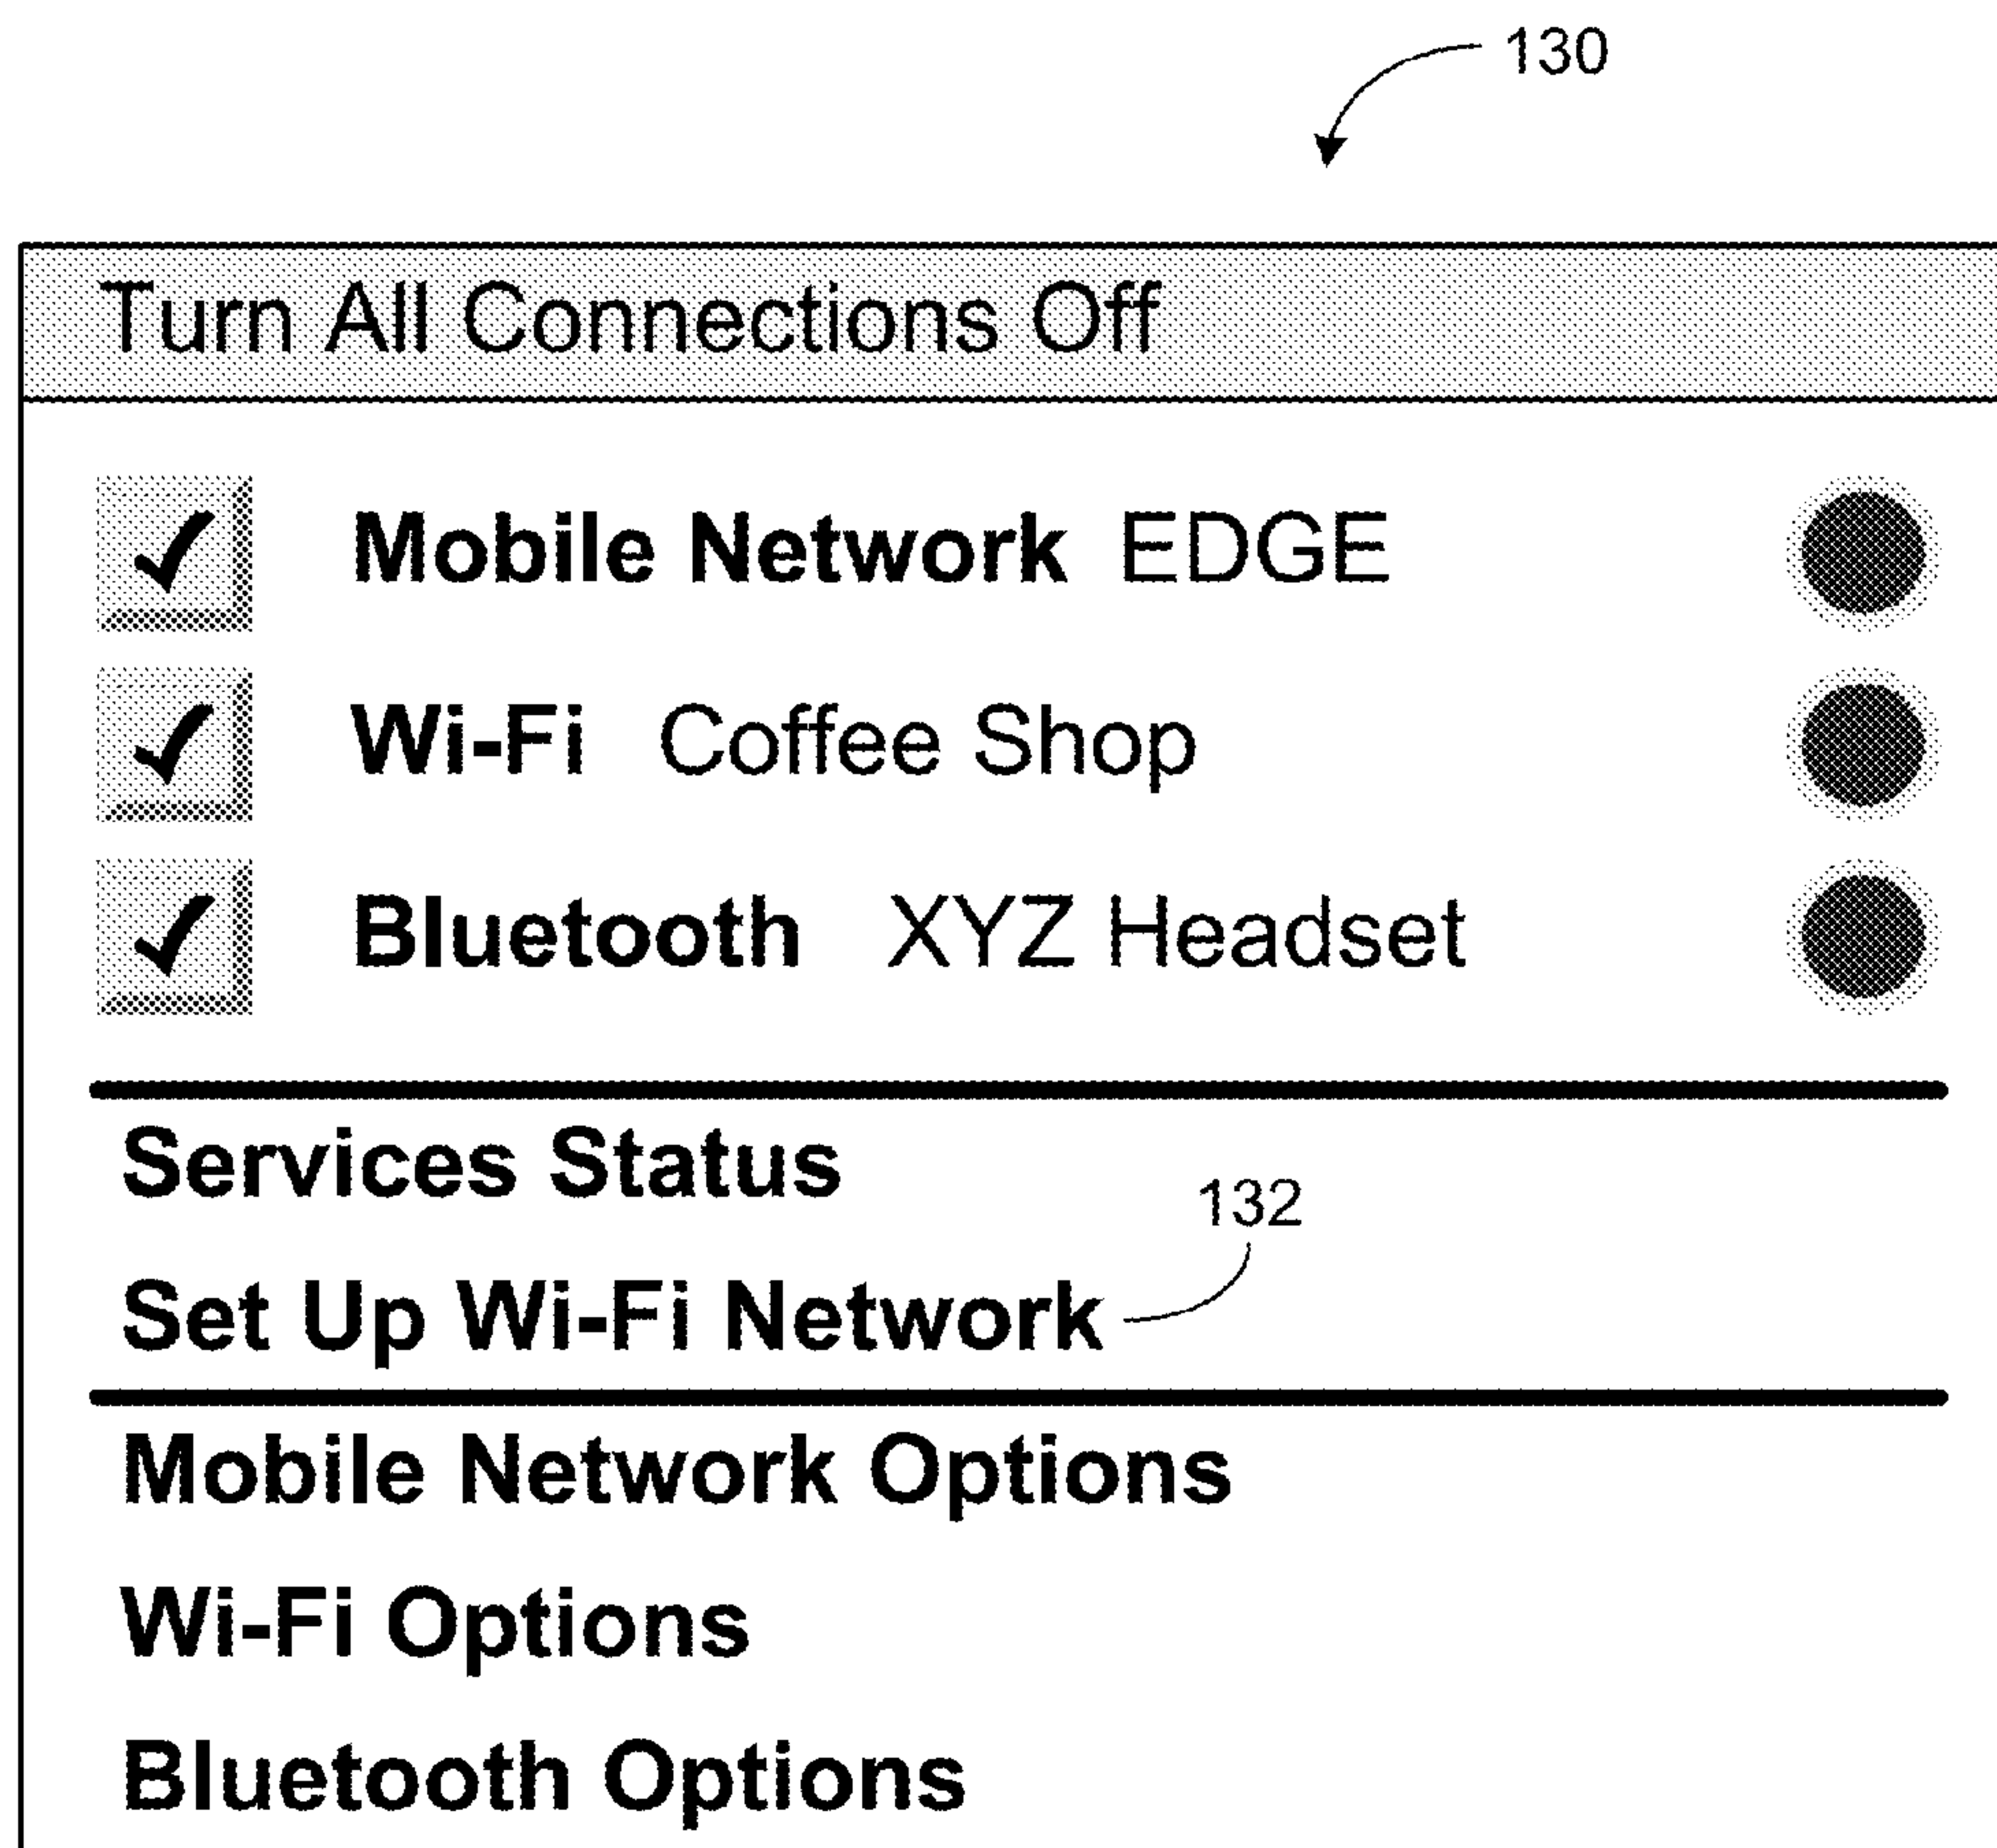 130
Turn All Connections Off
Mobile Network EDGE
Wi-Fi Coffee Shop
Bluetooth XYZ Headset
Services Status
132
Set Up Wi-Fi Network
Mobile Network Options
Wi-Fi Options
Bluetooth Options